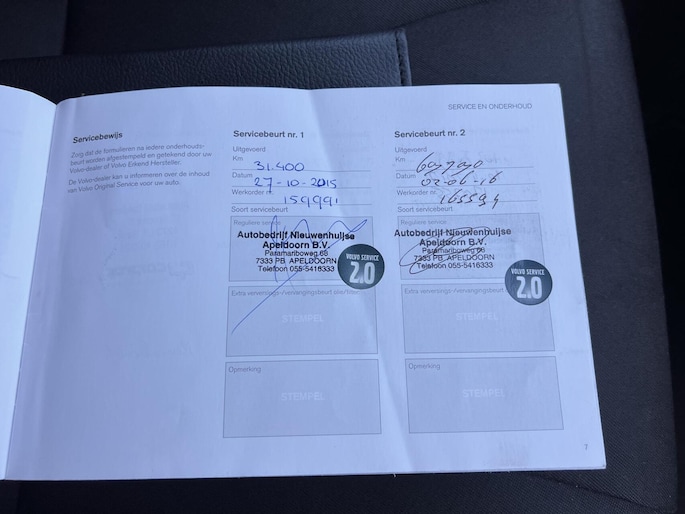 SERVICE EN ONDERHOUD
Servicebewijs
Zorg dat de formulieren na iedere onderhouds-
beurt worden afgestempeld en getekend door uw
Volvo-dealer of Volvo Erkend Hersteller.
De Volvo-dealer kan u informeren over de inhoud
van Volvo Original Service voor uw auto.
Servicebeurt nr. 1
Uitgevoerd
Km 31.400
Datum 27-10-2015
Werkorder nr. 159991
Soort servicebeurt
Reguliere service
Autobedrijf Nieuwenhuijse
Apeldoorn B.V.
Paramariboweg 68
7333 PB APELDOORN
Telefoon 055-5416333
VOLVO SERVICE
2.0
Extra verversings-/vervangingsbeurt
STEMPEL
Opmerking
STEMPEL
Servicebeurt nr. 2
Uitgevoerd
Km
Datum 02-06-16
Werkorder nr.
Soort servicebeurt
Reguliere service
Autobedrijf Nieuwenhuijse
Apeldoorn B.V.
Paramariboweg 68
7333 PB APELDOORN
Telefoon 055-5416333
VOLVO SERVICE
2.0
Extra verversings-/vervangingsbeurt
STEMPEL
Opmerking
STEMPEL
7